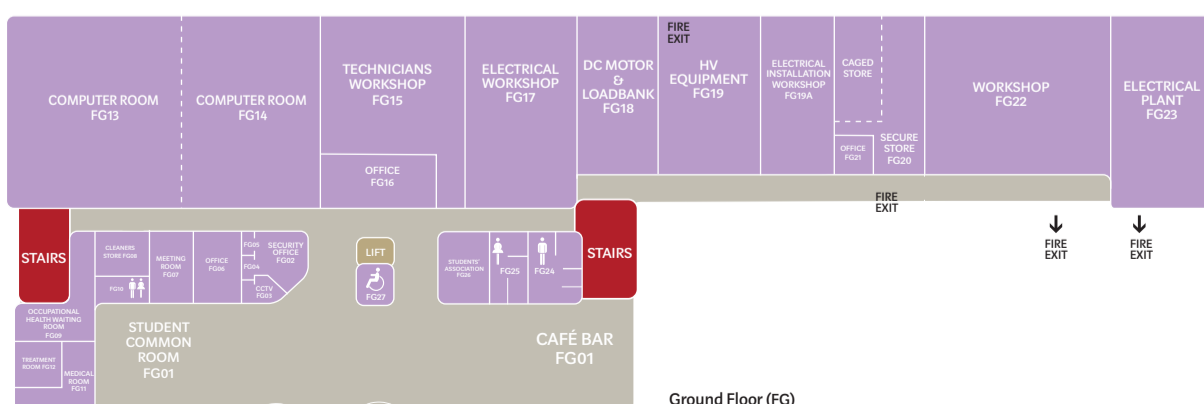 FIRE
EXIT
COMPUTER ROOM
FG13
COMPUTER ROOM
FG14
TECHNICIANS
WORKSHOP
FG15
OFFICE
FG16
ELECTRICAL
WORKSHOP
FG17
DC MOTOR
&
LOADBANK
FG18
HV
EQUIPMENT
FG19
ELECTRICAL
INSTALLATION
WORKSHOP
FG19A
CAGED
STORE
OFFICE
FG21
SECURE
STORE
FG20
WORKSHOP
FG22
ELECTRICAL
PLANT
FG23
FIRE
EXIT
FIRE
EXIT
FIRE
EXIT
STAIRS
CLEANERS
STORE FG08
MEETING
ROOM
FG07
OFFICE
FG06
FG05
FG04
SECURITY
OFFICE
FG02
CCTV
FG03
FG10
LIFT
FG27
STUDENTS'
ASSOCIATION
FG26
FG25
FG24
STAIRS
OCCUPATIONAL
HEALTH WAITING
ROOM
FG09
TREATMENT
ROOM FG12
MEDICAL
ROOM
FG11
STUDENT
COMMON
ROOM
FG01
CAFÉ BAR
FG01
Ground Floor (FG)